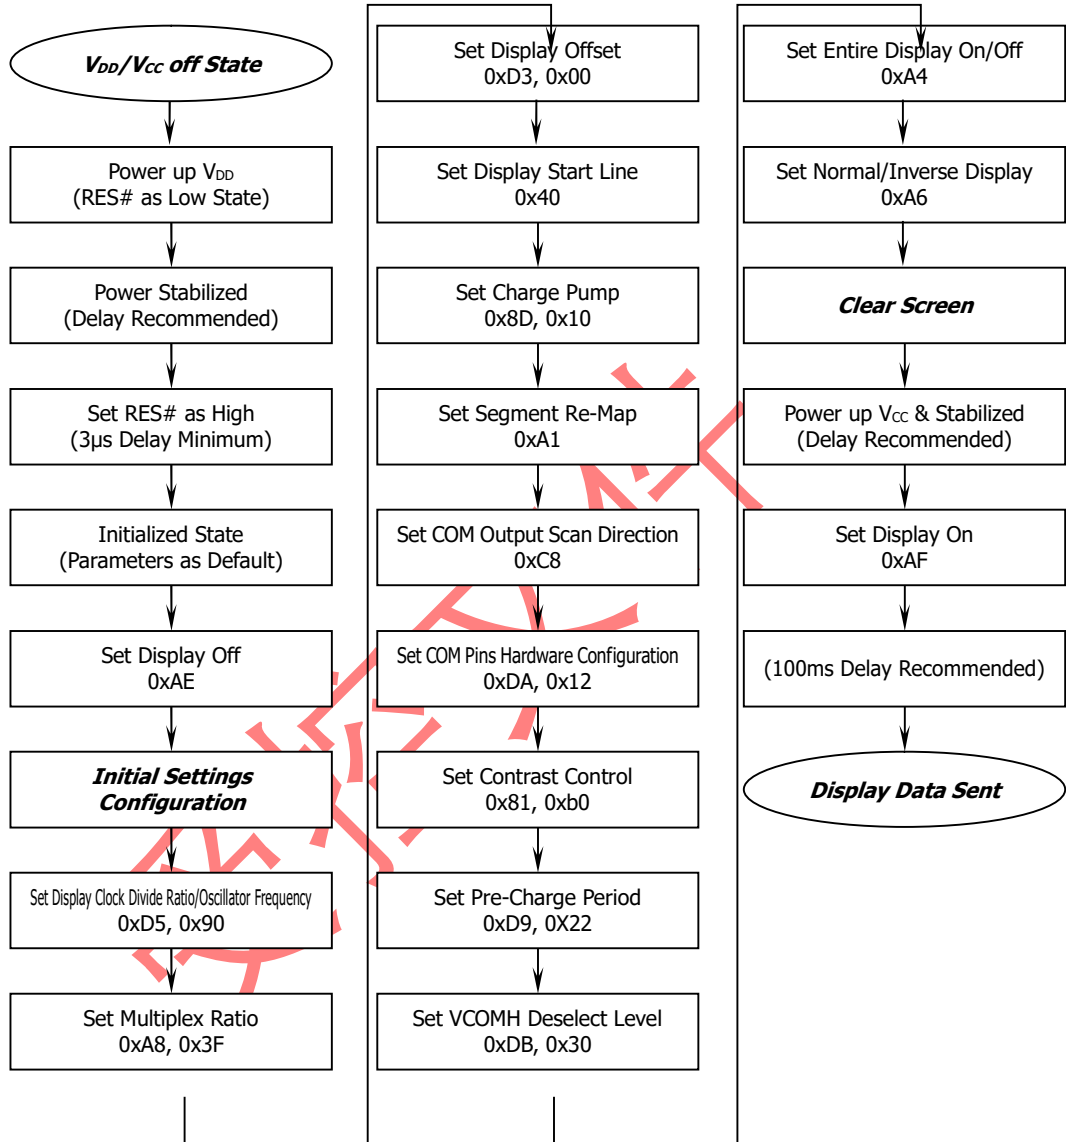 V_DD/V_CC off State
Power up V_DD
(RES# as Low State)
Power Stabilized
(Delay Recommended)
Set RES# as High
(3μs Delay Minimum)
Initialized State
(Parameters as Default)
Set Display Off
0xAE
Initial Settings
Configuration
Set Display Clock Divide Ratio/Oscillator Frequency
0xD5, 0x90
Set Multiplex Ratio
0xA8, 0x3F
Set Display Offset
0xD3, 0x00
Set Display Start Line
0x40
Set Charge Pump
0x8D, 0x10
Set Segment Re-Map
0xA1
Set COM Output Scan Direction
0xC8
Set COM Pins Hardware Configuration
0xDA, 0x12
Set Contrast Control
0x81, 0xb0
Set Pre-Charge Period
0xD9, 0X22
Set VCOMH Deselect Level
0xDB, 0x30
Set Entire Display On/Off
0xA4
Set Normal/Inverse Display
0xA6
Clear Screen
Power up V_CC & Stabilized
(Delay Recommended)
Set Display On
0xAF
(100ms Delay Recommended)
Display Data Sent